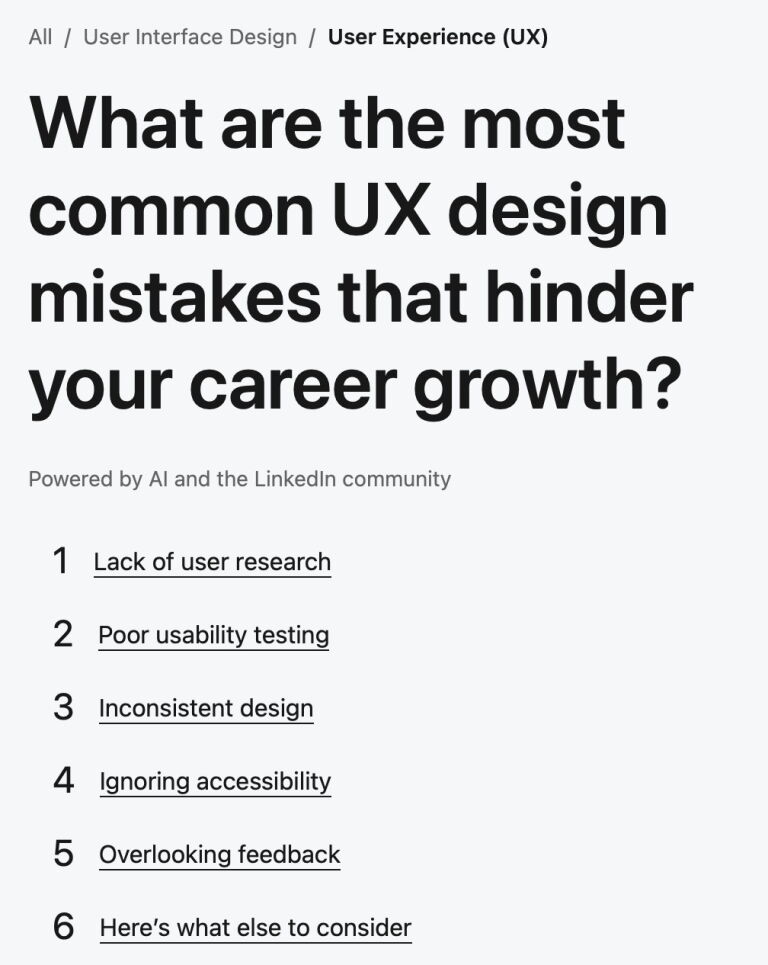 All / User Interface Design / User Experience (UX)
What are the most
common UX design
mistakes that hinder
your career growth?
Powered by AI and the LinkedIn community
1 Lack of user research
2 Poor usability testing
3 Inconsistent design
4 Ignoring accessibility
5 Overlooking feedback
6 Here’s what else to consider